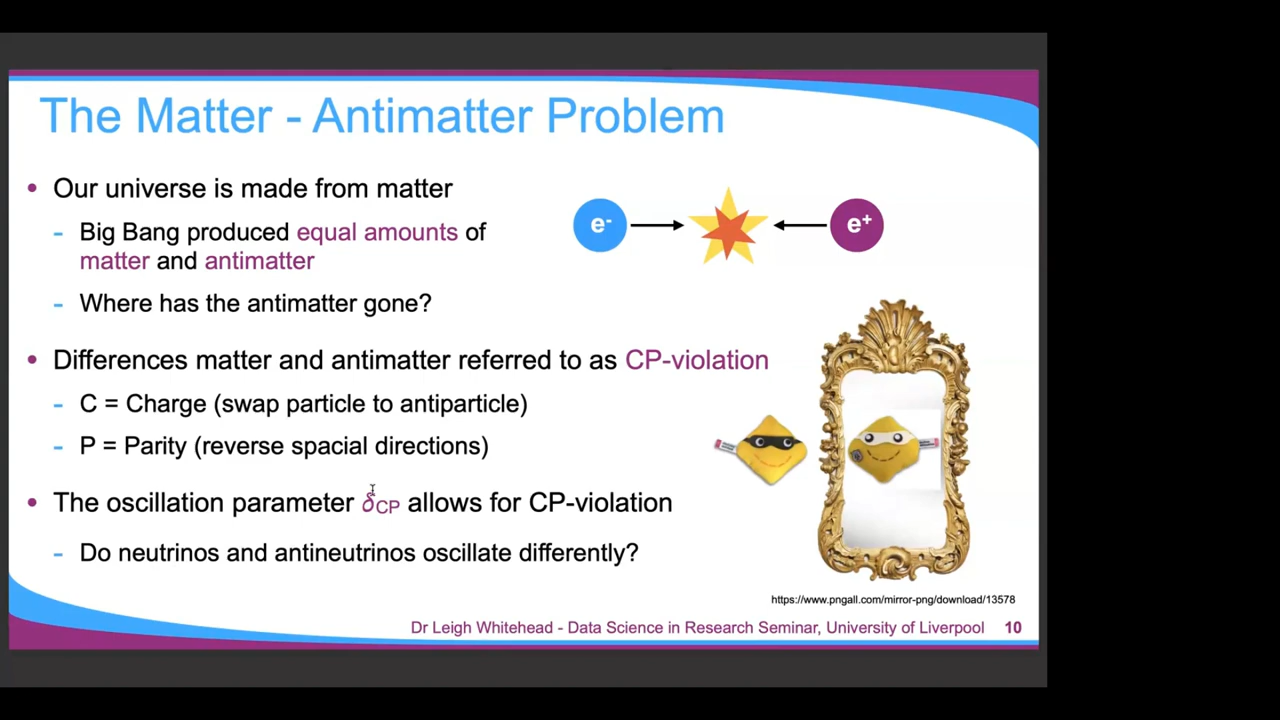 The Matter - Antimatter Problem
• Our universe is made from matter
- Big Bang produced equal amounts of
matter and antimatter
- Where has the antimatter gone?
e⁻
e⁺
• Differences matter and antimatter referred to as CP-violation
- C = Charge (swap particle to antiparticle)
- P = Parity (reverse spacial directions)
• The oscillation parameter δCP allows for CP-violation
- Do neutrinos and antineutrinos oscillate differently?
https://www.pngall.com/mirror-png/download/13578
Dr Leigh Whitehead - Data Science in Research Seminar, University of Liverpool 10